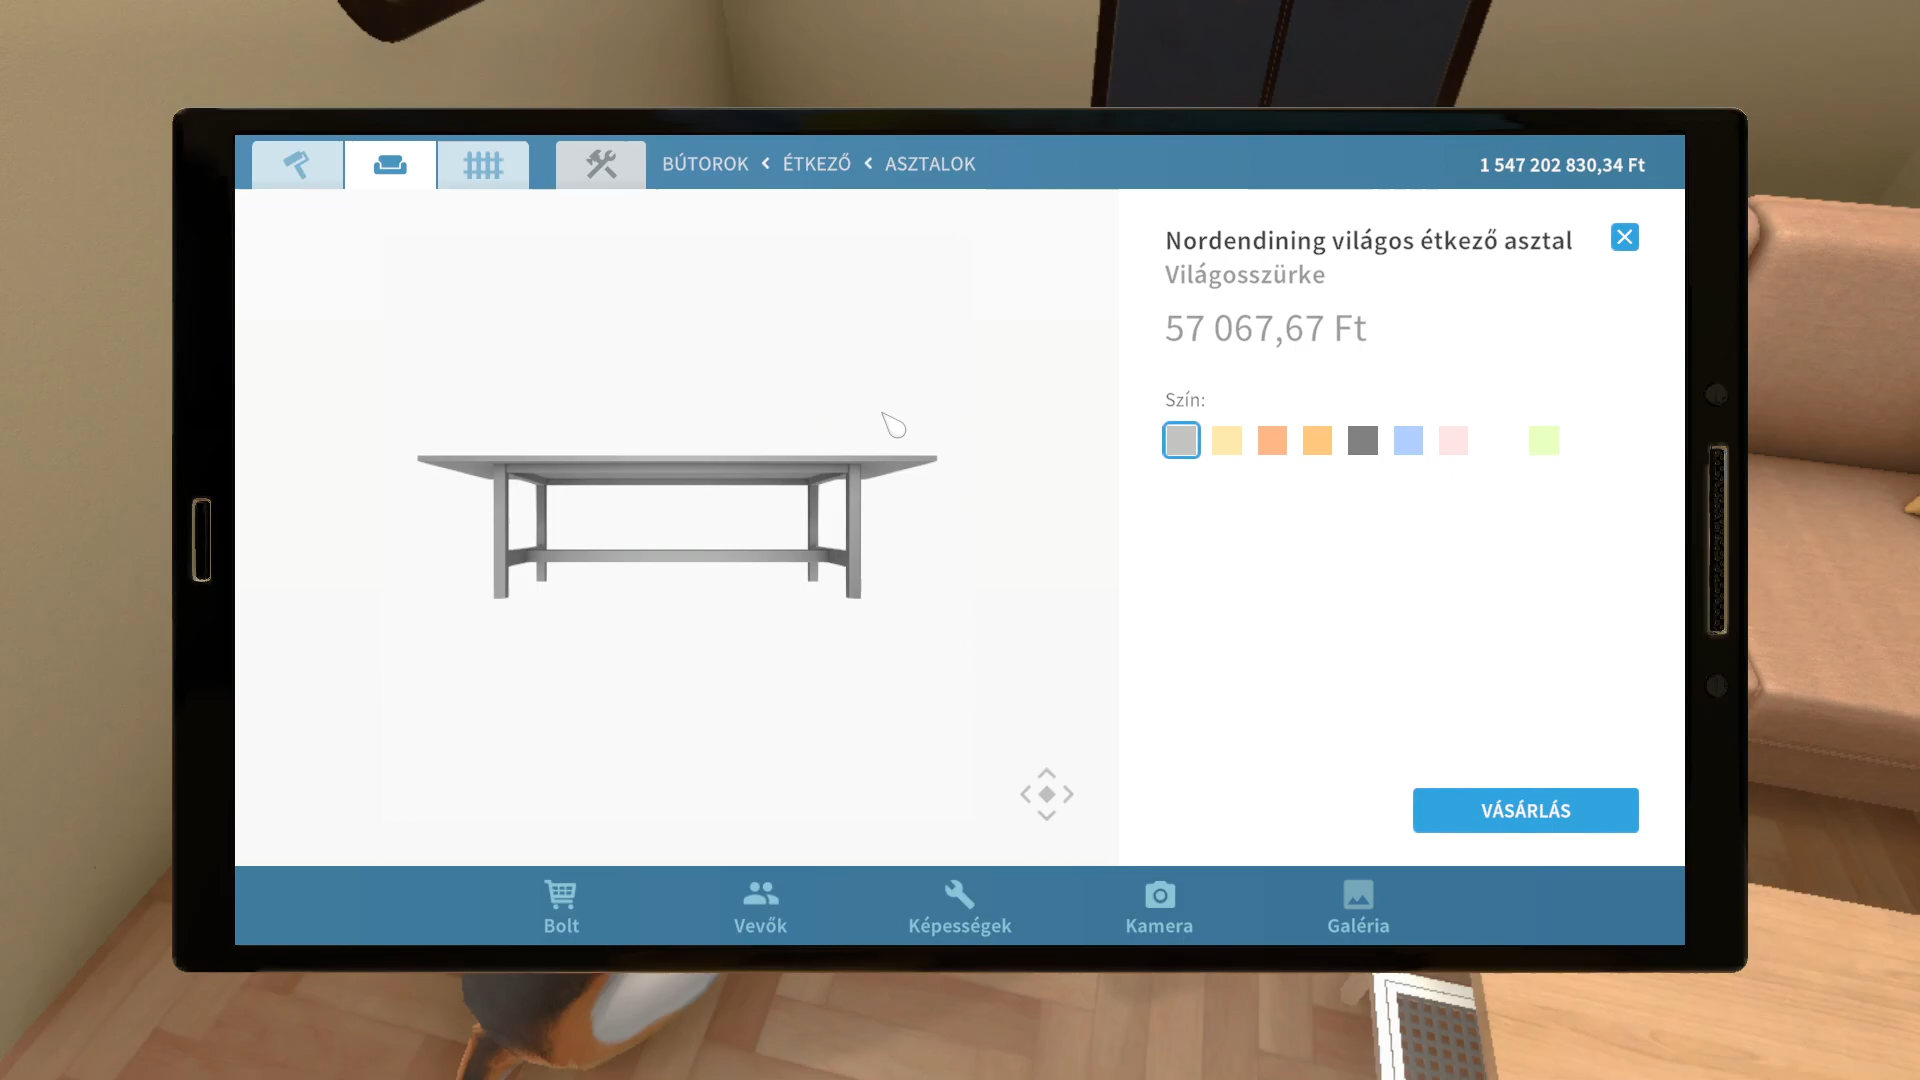 BÚTOROK < ÉTKEZŐ < ASZTALOK
1 547 202 830,34 Ft
Nordendining világos étkező asztal
Világosszürke
57 067,67 Ft
Szín:
VÁSÁRLÁS
Bolt
Vevők
Képességek
Kamera
Galéria